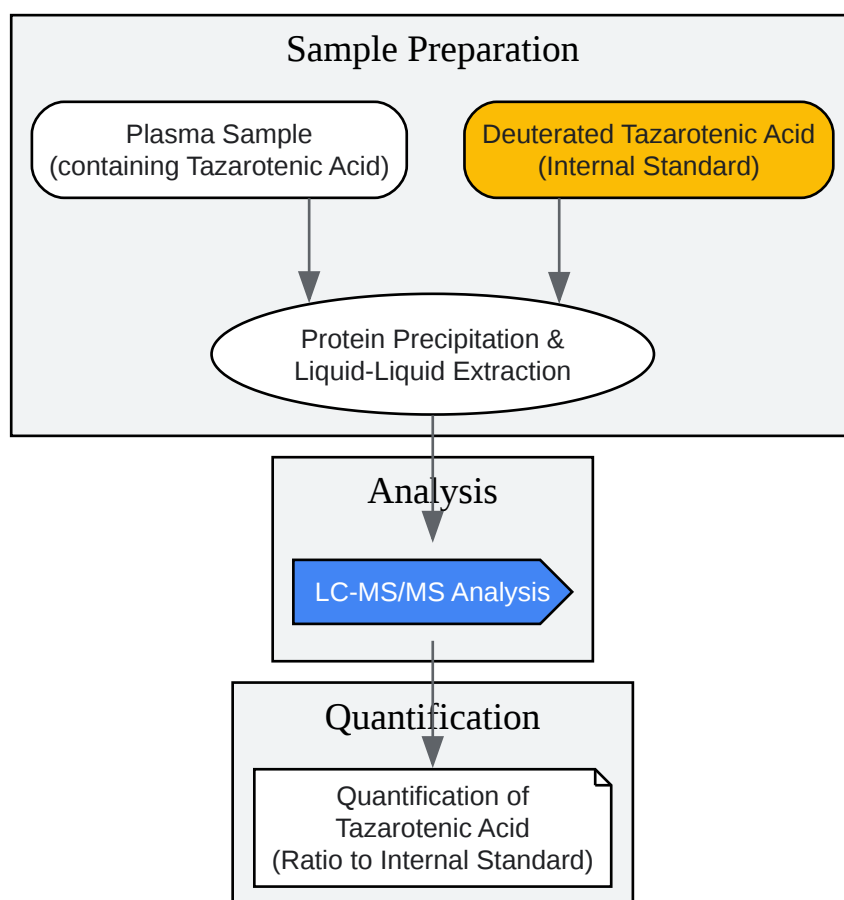 Sample Preparation
Plasma Sample
(containing Tazarotenic Acid)
Deuterated Tazarotenic Acid
(Internal Standard)
Protein Precipitation &
Liquid-Liquid Extraction
Analysis
LC-MS/MS Analysis
Quantification
Quantification of
Tazarotenic Acid
(Ratio to Internal Standard)